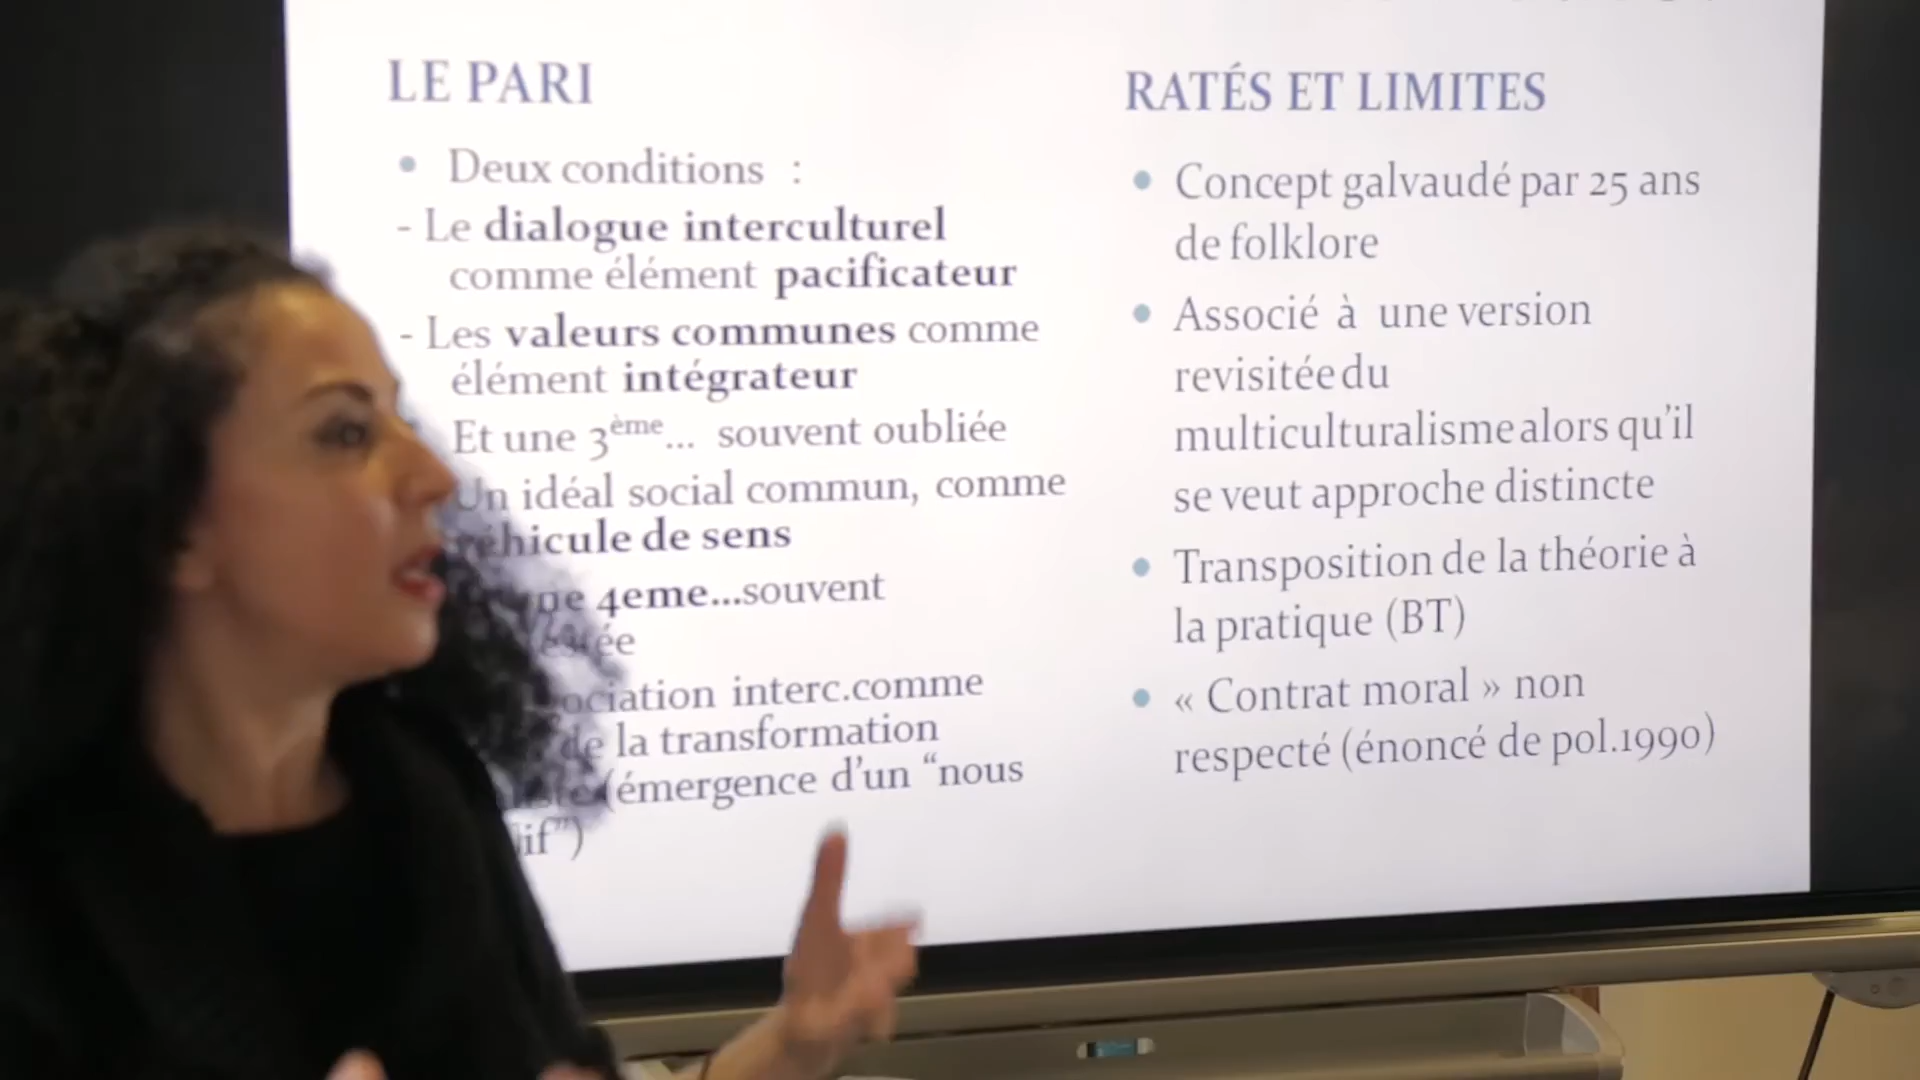 LE PARI
Deux conditions :
- Le dialogue interculturel
comme élément pacificateur
- Les valeurs communes comme
élément intégrateur
Et une 3ème... souvent oubliée
Un idéal social commun, comme
véhicule de sens
4eme...souvent
interc.comme
de la transformation
(émergence d'un “nous
RATÉS ET LIMITES
Concept galvaudé par 25 ans
de folklore
Associé à une version
revisitée du
multiculturalisme alors qu'il
se veut approche distincte
Transposition de la théorie à
la pratique (BT)
« Contrat moral » non
respecté (énoncé de pol.1990)